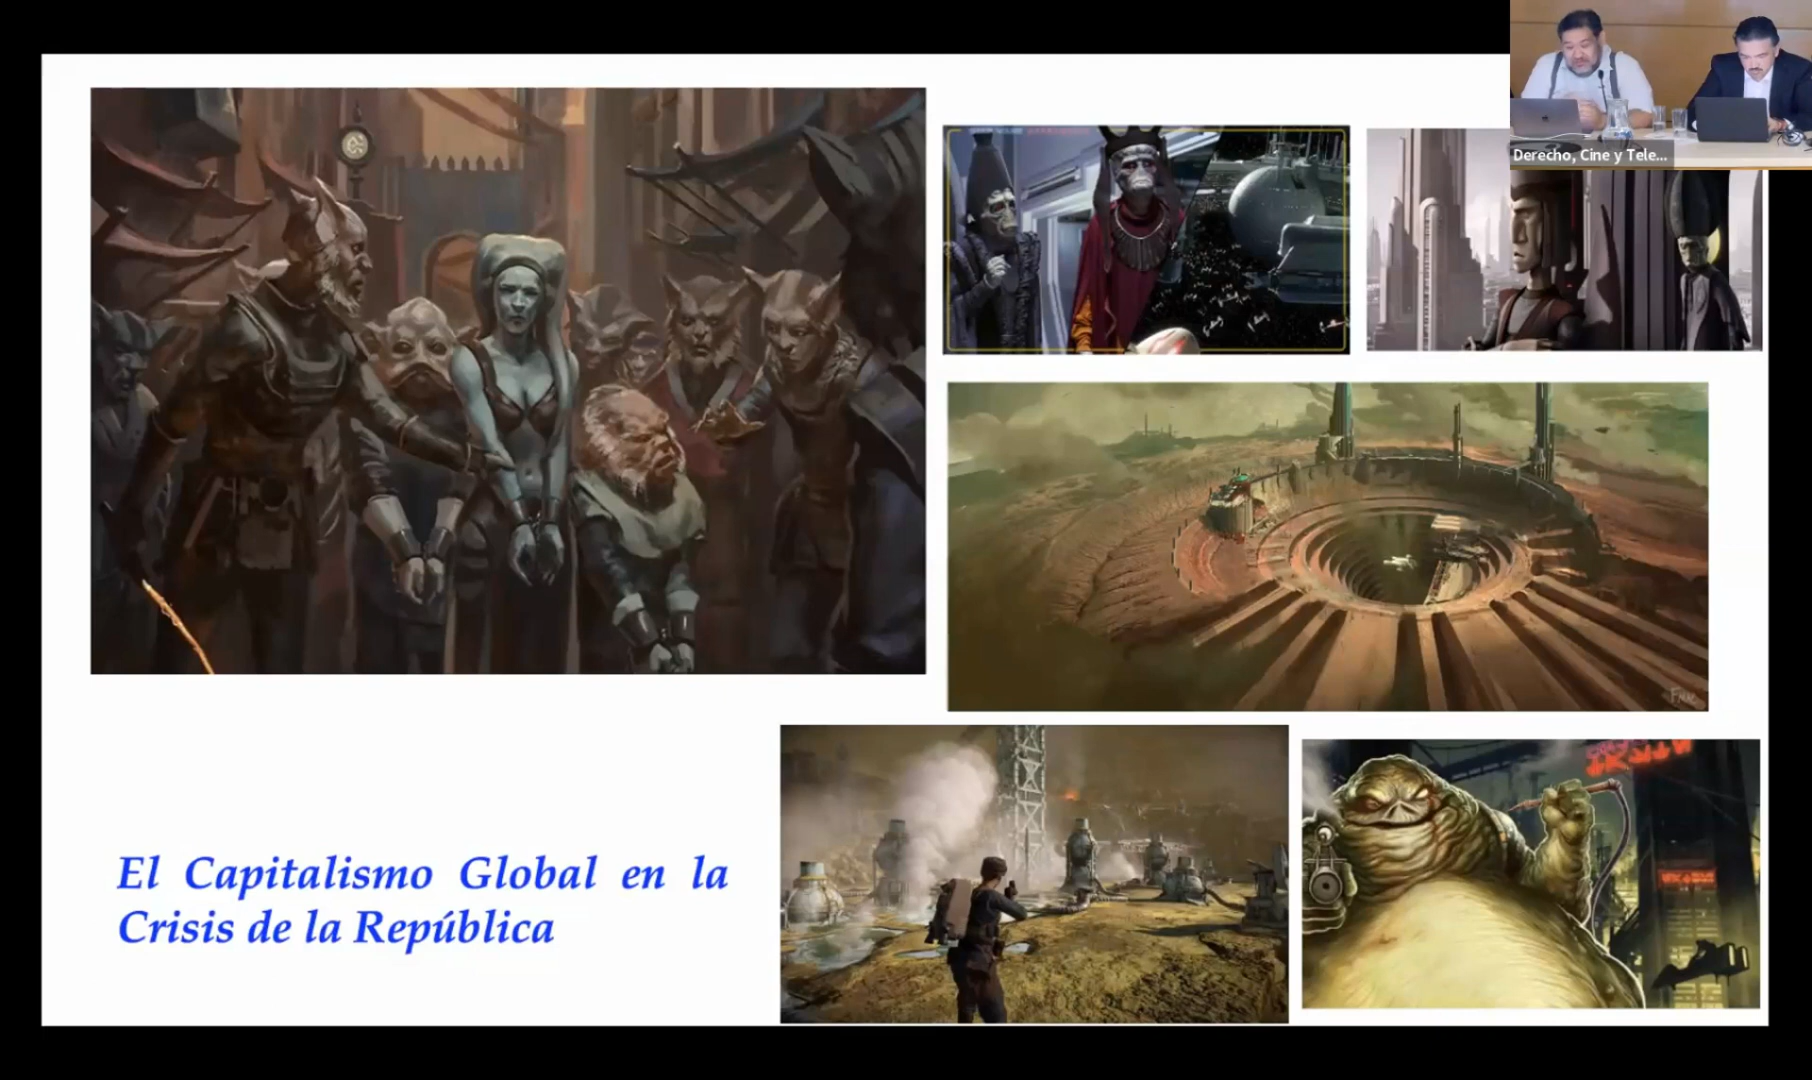 Derecho, Cine y Tele...
El Capitalismo Global en la
Crisis de la República